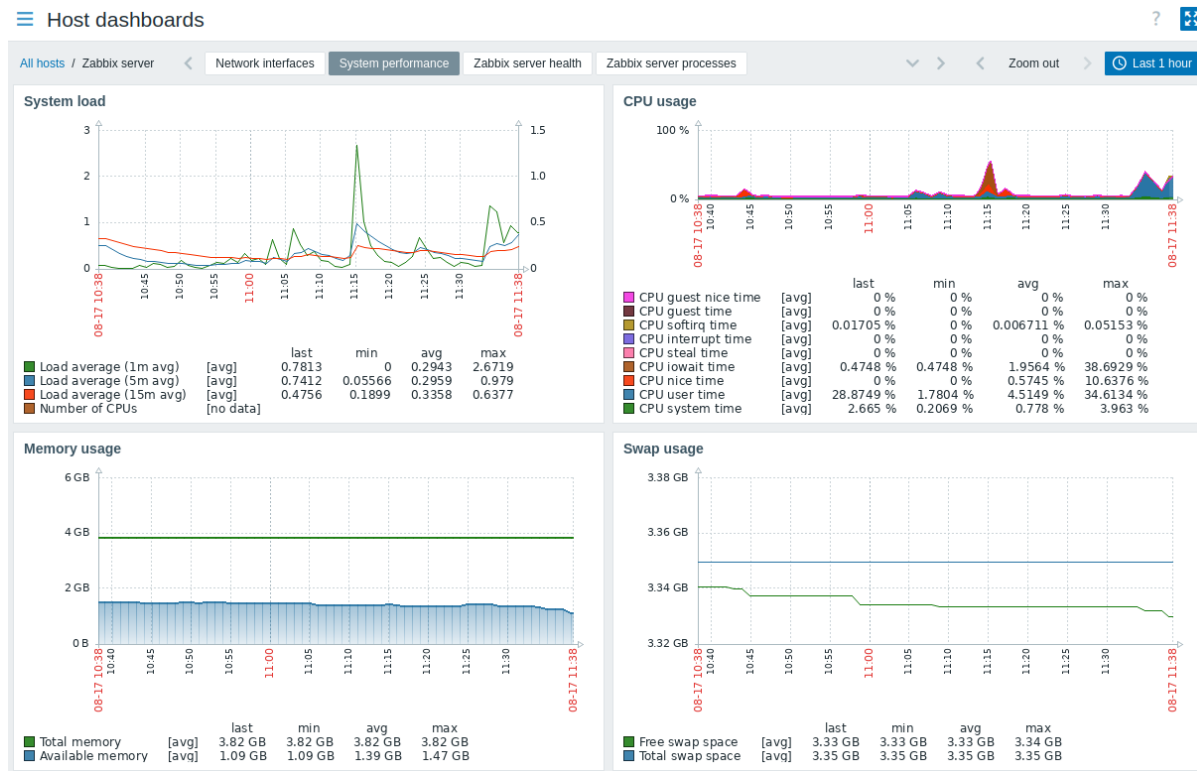 Host dashboards ?
All hosts / Zabbix server Network interfaces System performance Zabbix server health Zabbix server processes Zoom out Last 1 hour
System load
3 1.5
2 1.0
1 0.5
0 0
08-17 10:38 10:45 10:50 10:55 11:00 11:05 11:10 11:15 11:20 11:25 11:30 08-17 11:38
last min avg max
Load average (1m avg) [avg] 0.7813 0 0.2943 2.6719
Load average (5m avg) [avg] 0.7412 0.05566 0.2959 0.979
Load average (15m avg) [avg] 0.4756 0.1899 0.3358 0.6377
Number of CPUs [no data]
CPU usage
100 %
0 %
08-17 10:38 10:40 10:45 10:50 10:55 11:00 11:05 11:10 11:15 11:20 11:25 11:30 08-17 11:38
last min avg max
CPU guest nice time [avg] 0 % 0 % 0 % 0 %
CPU guest time [avg] 0 % 0 % 0 % 0 %
CPU softirq time [avg] 0.01705 % 0 % 0.006711 % 0.05153 %
CPU interrupt time [avg] 0 % 0 % 0 % 0 %
CPU steal time [avg] 0 % 0 % 0 % 0 %
CPU iowait time [avg] 0.4748 % 0.4748 % 1.9564 % 38.6929 %
CPU nice time [avg] 0 % 0 % 0.5745 % 10.6376 %
CPU user time [avg] 28.8749 % 1.7804 % 4.5149 % 34.6134 %
CPU system time [avg] 2.665 % 0.2069 % 0.778 % 3.963 %
Memory usage
6 GB
4 GB
2 GB
0 B
08-17 10:38 10:40 10:45 10:50 10:55 11:00 11:05 11:10 11:15 11:20 11:25 11:30 08-17 11:38
last min avg max
Total memory [avg] 3.82 GB 3.82 GB 3.82 GB 3.82 GB
Available memory [avg] 1.09 GB 1.09 GB 1.39 GB 1.47 GB
Swap usage
3.38 GB
3.36 GB
3.34 GB
3.32 GB
08-17 10:38 10:40 10:45 10:50 10:55 11:00 11:05 11:10 11:15 11:20 11:25 11:30 08-17 11:38
last min avg max
Free swap space [avg] 3.33 GB 3.33 GB 3.33 GB 3.34 GB
Total swap space [avg] 3.35 GB 3.35 GB 3.35 GB 3.35 GB